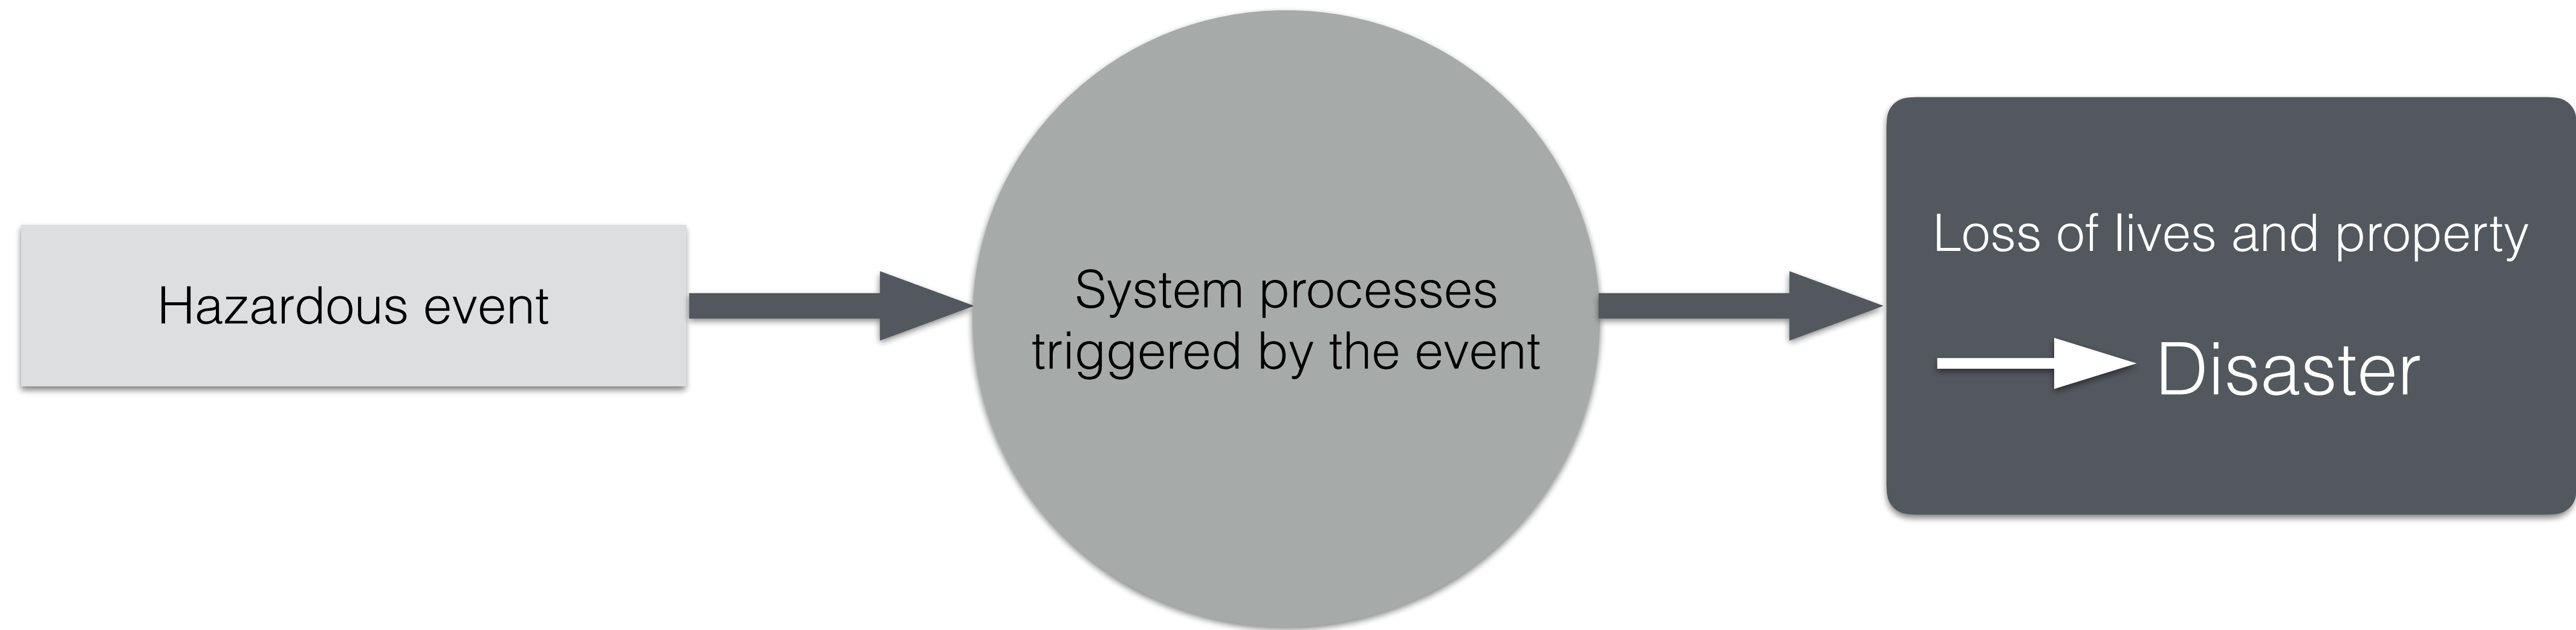 Hazardous event
System processes
triggered by the event
Loss of lives and property
Disaster